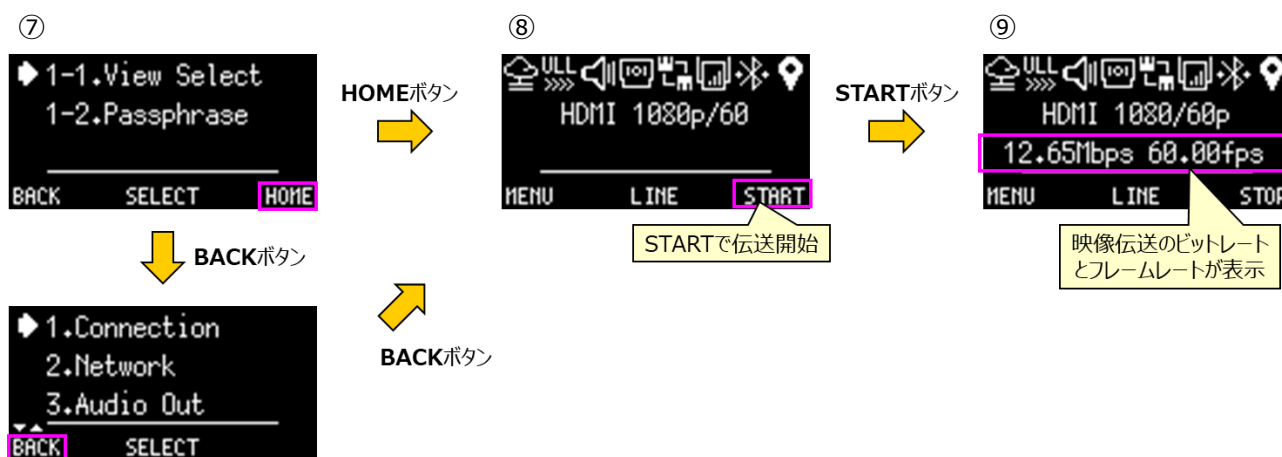 ⑦
1-1.View Select
1-2.Passphrase
BACK SELECT HOME
HOMEボタン
⑧
ULL
HDMI 1080p/60
MENU LINE START
STARTで伝送開始
STARTボタン
⑨
ULL
HDMI 1080/60p
12.65Mbps 60.00fps
MENU LINE STOP
映像伝送のビットレート
とフレームレートが表示
BACKボタン
1.Connection
2.Network
3.Audio Out
BACK SELECT
BACKボタン